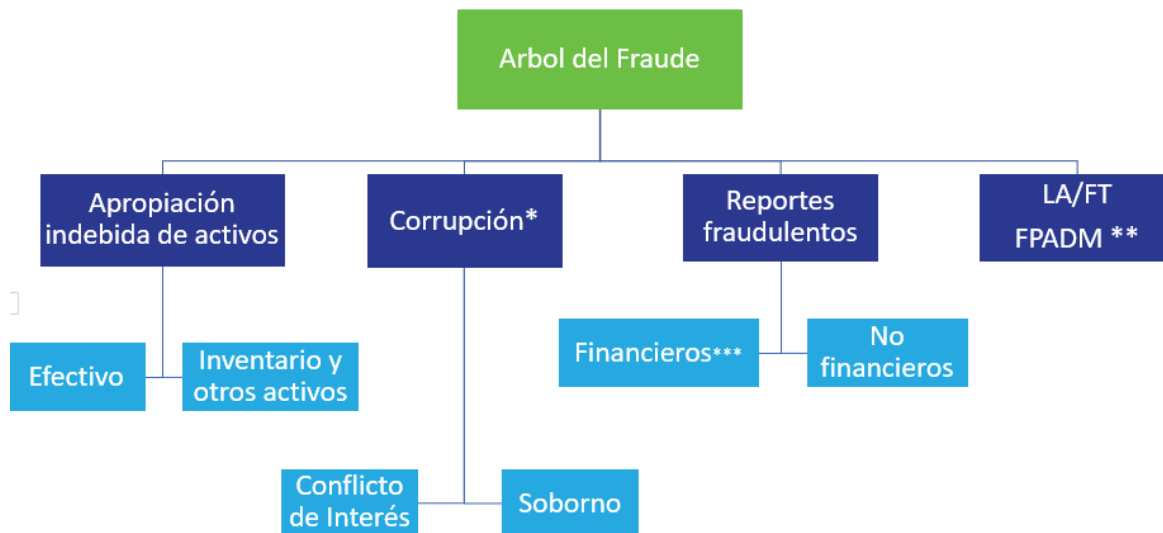 Arbol del Fraude
Apropiación
indebida de activos
Corrupción*
Reportes
fraudulentos
LA/FT
FPADM **
Efectivo
Inventario y
otros activos
Financieros***
No
financieros
Conflicto
de Interés
Soborno